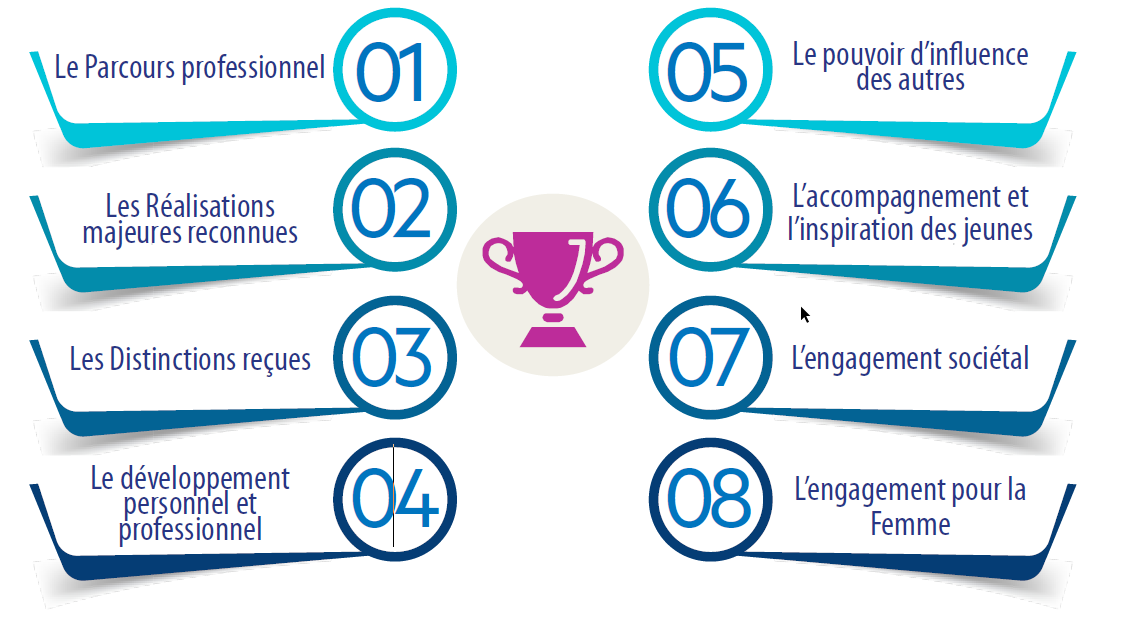 Le Parcours professionnel
01
Les Réalisations
majeures reconnues
02
Les Distinctions reçues
03
Le développement
personnel et
professionnel
04
05
Le pouvoir d’influence
des autres
06
L’accompagnement et
l’inspiration des jeunes
07
L’engagement sociétal
08
L’engagement pour la
Femme